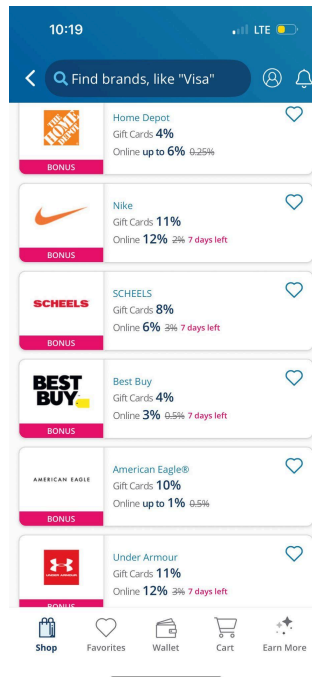 10:19
LTE
Find brands, like "Visa"
THE HOME DEPOT
BONUS
Home Depot
Gift Cards 4%
Online up to 6% 0.25%
BONUS
Nike
Gift Cards 11%
Online 12% 2% 7 days left
SCHEELS
BONUS
SCHEELS
Gift Cards 8%
Online 6% 3% 7 days left
BEST BUY
BONUS
Best Buy
Gift Cards 4%
Online 3% 0.5% 7 days left
AMERICAN EAGLE
BONUS
American Eagle®
Gift Cards 10%
Online up to 1% 0.5%
UNDER ARMOUR
BONUS
Under Armour
Gift Cards 11%
Online 12% 3% 7 days left
Shop
Favorites
Wallet
Cart
Earn More